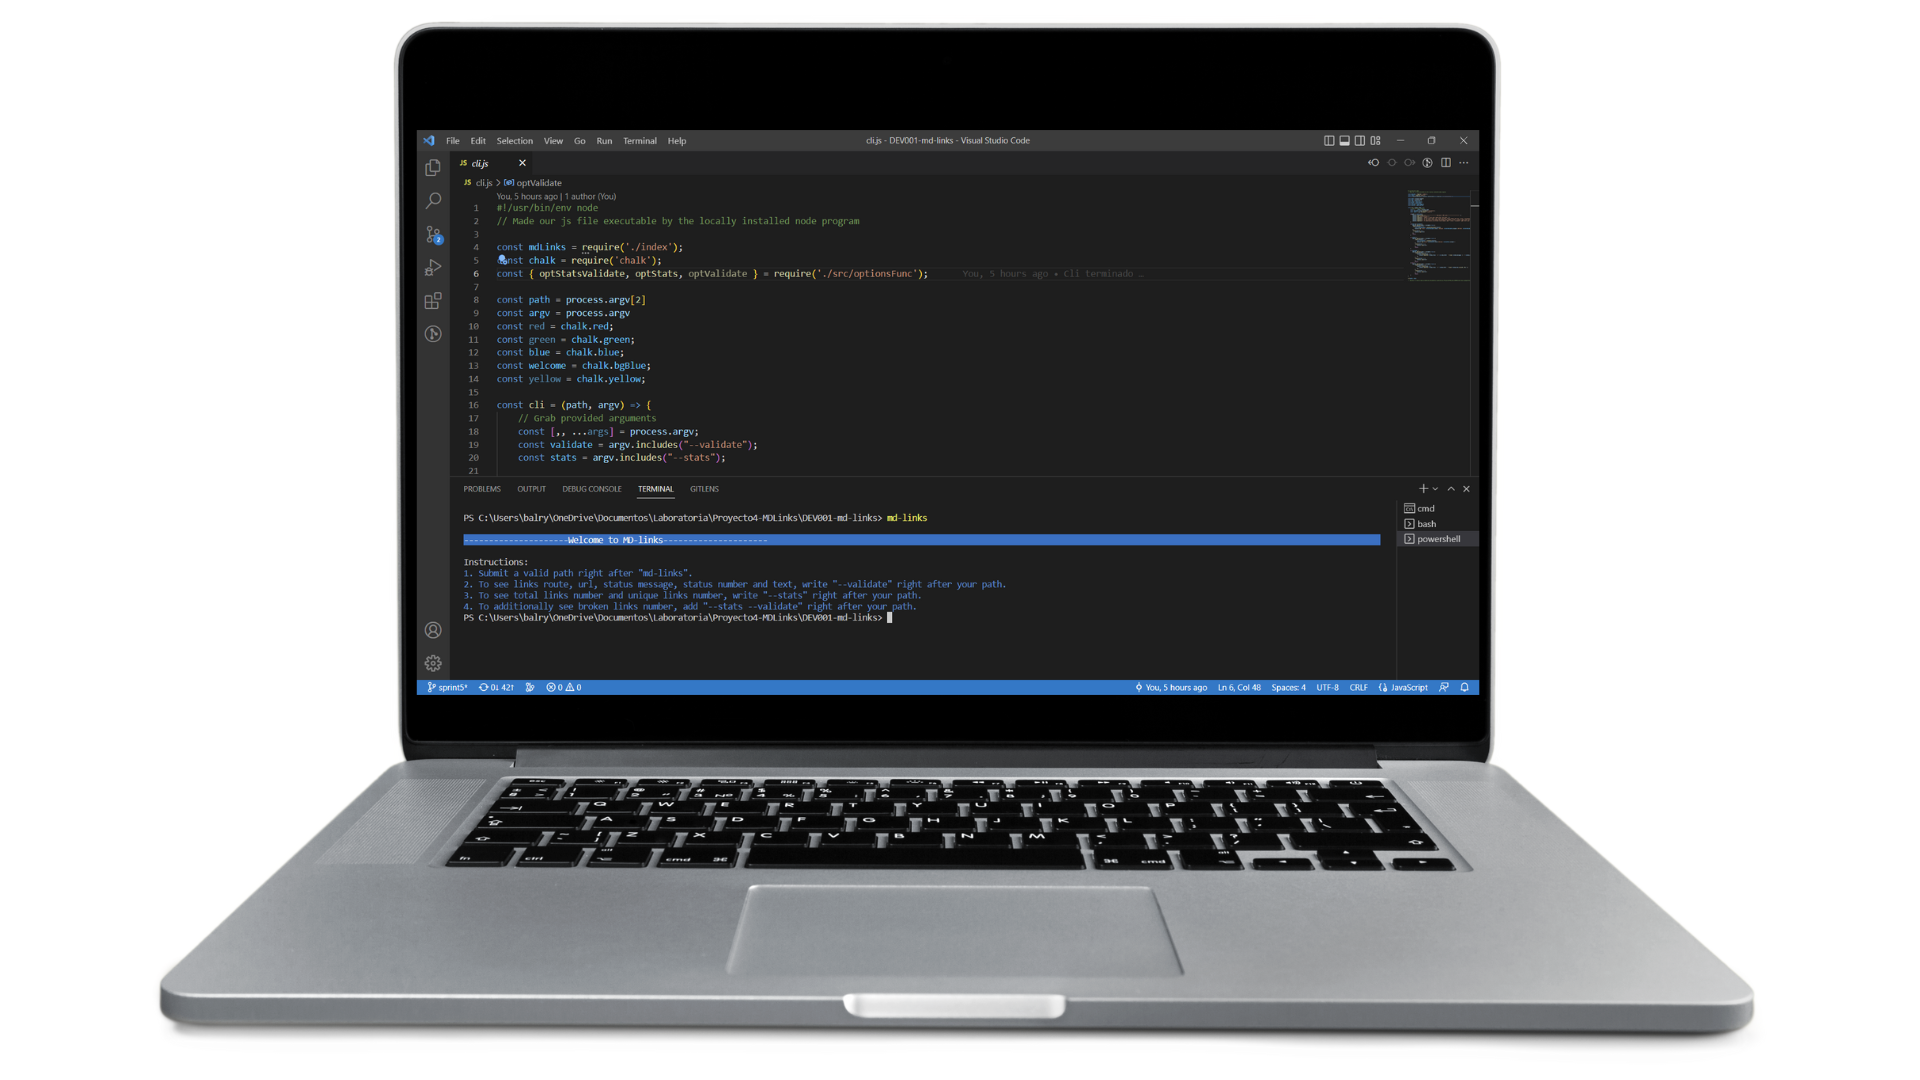 File Edit Selection View Go Run Terminal Help cli.js - DEV001-md-links - Visual Studio Code
JS cli.js
JS cli.js > optValidate
You, 5 hours ago | 1 author (You)
1 #!/usr/bin/env node
2 // Made our js file executable by the locally installed node program
3
4 const mdLinks = require('./index');
5 const chalk = require('chalk');
6 const { optStatsValidate, optStats, optValidate } = require('./src/optionsFunc'); You, 5 hours ago • Cli terminado …
7
8 const path = process.argv[2]
9 const argv = process.argv
10 const red = chalk.red;
11 const green = chalk.green;
12 const blue = chalk.blue;
13 const welcome = chalk.bgBlue;
14 const yellow = chalk.yellow;
15
16 const cli = (path, argv) => {
17 // Grab provided arguments
18 const [,, ...args] = process.argv;
19 const validate = argv.includes("--validate");
20 const stats = argv.includes("--stats");
21
PROBLEMS OUTPUT DEBUG CONSOLE TERMINAL GITLENS
cmd
bash
powershell
PS C:\Users\balry\OneDrive\Documentos\Laboratoria\Proyecto4-MDLinks\DEV001-md-links> md-links
---------------------Welcome to MD-links---------------------
Instructions:
1. Submit a valid path right after "md-links".
2. To see links route, url, status message, status number and text, write "--validate" right after your path.
3. To see total links number and unique links number, write "--stats" right after your path.
4. To additionally see broken links number, add "--stats --validate" right after your path.
PS C:\Users\balry\OneDrive\Documentos\Laboratoria\Proyecto4-MDLinks\DEV001-md-links>
sprint5* 0↓ 42↑ 0 0 You, 5 hours ago Ln 6, Col 48 Spaces: 4 UTF-8 CRLF JavaScript
esc
Q W E R T Y U I O P
A S D F G H J K L
Z X C V B N M
fn ctrl alt cmd cmd alt